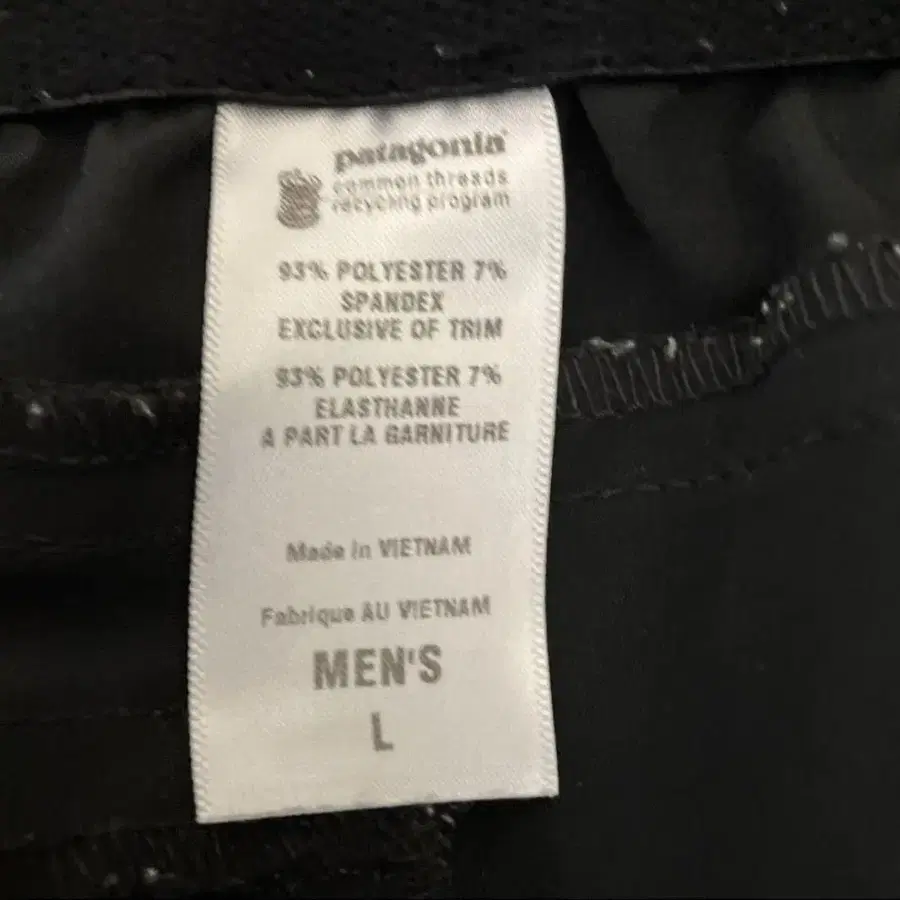 patagonia
common threads
recycling program
93% POLYESTER 7%
SPANDEX
EXCLUSIVE OF TRIM
93% POLYESTER 7%
ELASTHANNE
A PART LA GARNITURE
Made in VIETNAM
Fabrique AU VIETNAM
MEN'S
L